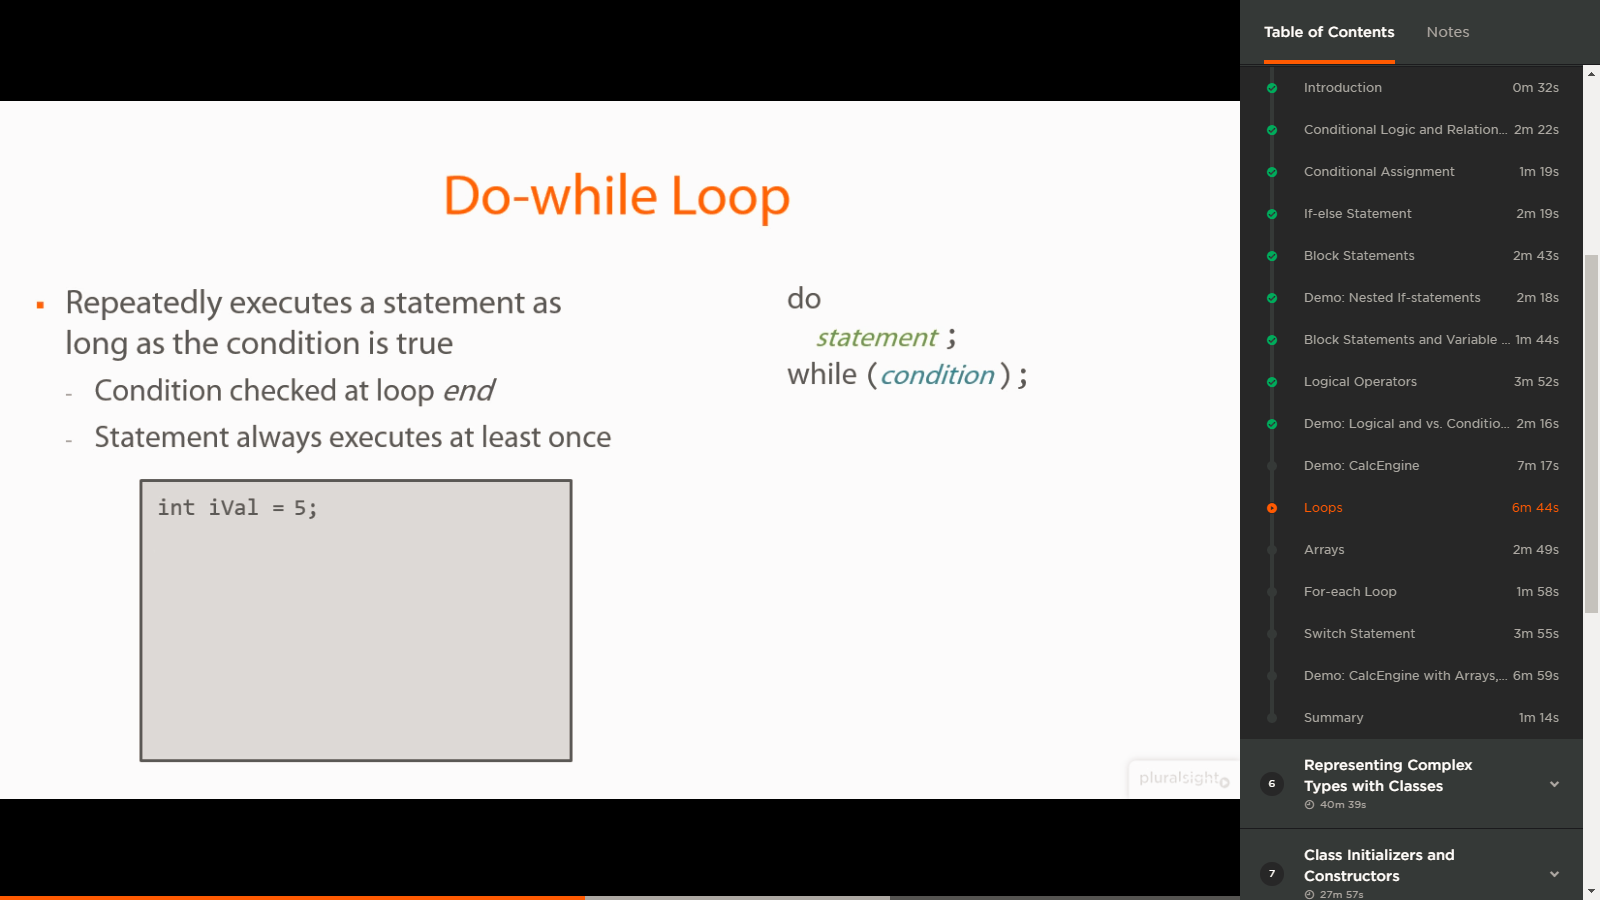 Do-while Loop
▪ Repeatedly executes a statement as
long as the condition is true
- Condition checked at loop end
- Statement always executes at least once
do
statement ;
while (condition) ;
int iVal = 5;
pluralsight
Table of Contents Notes
Introduction 0m 32s
Conditional Logic and Relation... 2m 22s
Conditional Assignment 1m 19s
If-else Statement 2m 19s
Block Statements 2m 43s
Demo: Nested If-statements 2m 18s
Block Statements and Variable ... 1m 44s
Logical Operators 3m 52s
Demo: Logical and vs. Conditio... 2m 16s
Demo: CalcEngine 7m 17s
Loops 6m 44s
Arrays 2m 49s
For-each Loop 1m 58s
Switch Statement 3m 55s
Demo: CalcEngine with Arrays,... 6m 59s
Summary 1m 14s
6 Representing Complex
Types with Classes
40m 39s
7 Class Initializers and
Constructors
27m 57s